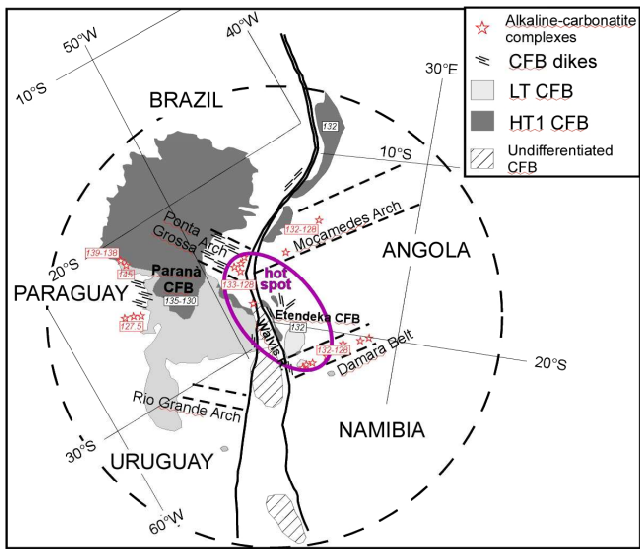 50°W
40°W
10°S
BRAZIL
30°F
132
10°S
Ponta
Grossa Arch
132-128
Moçamedes Arch
ANGOLA
139-138
135
20°S
Paranà
CFB
135-130
133-128
hot
spot
PARAGUAY
127.5
Etendeka CFB
132
Walvis R.
132-128
Damara Belt
20°S
Rio Grande Arch
NAMIBIA
30°S
URUGUAY
60°W
Alkaline-carbonatite
complexes
CFB dikes
LT CFB
HT1 CFB
Undifferentiated
CFB